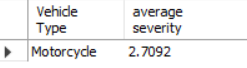 Vehicle Type
average severity
Motorcycle
2.7092